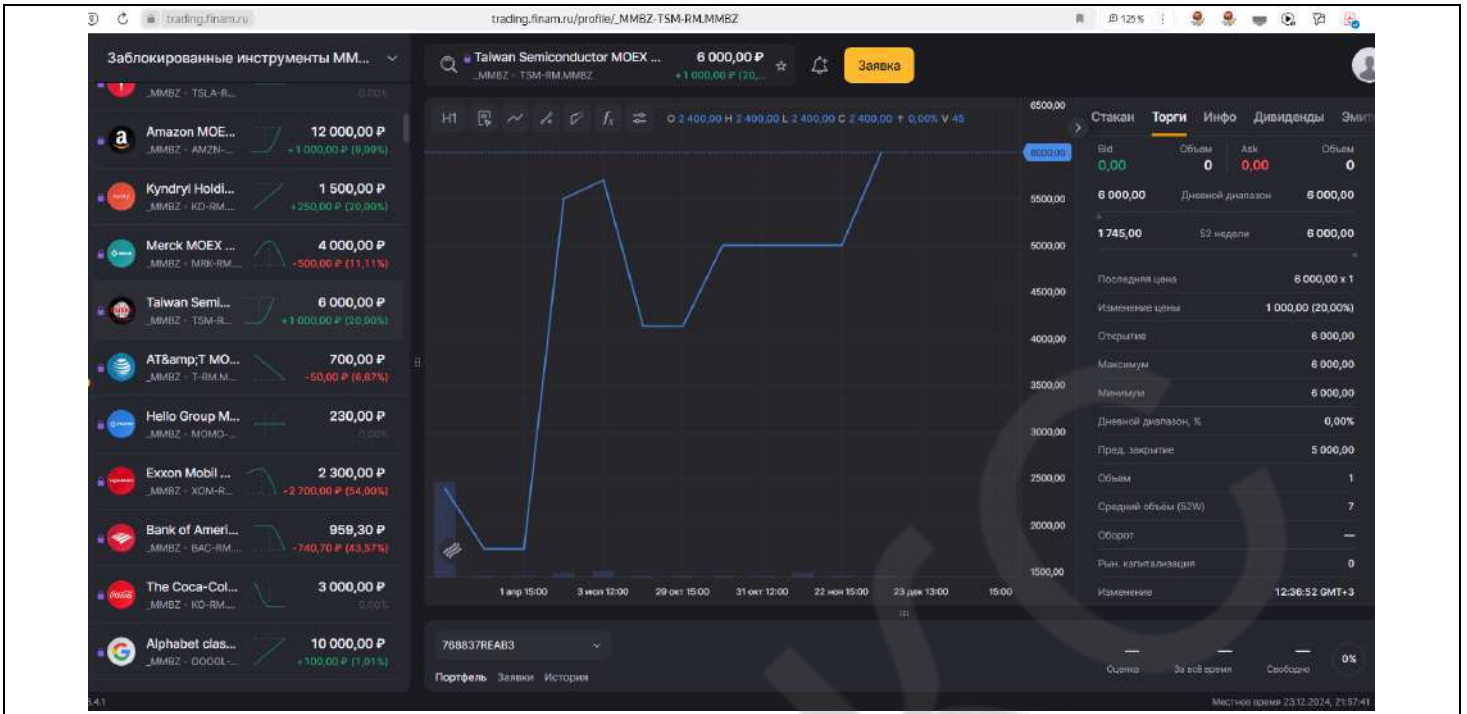 trading.finam.ru
trading.finam.ru/profile/_MMBZ-TSM-RM.MMBZ
125 %
Заблокированные инструменты ММ...
Taiwan Semiconductor MOEX ...
6 000,00 ₽
_MMBZ · TSM-RM.MMBZ
+1 000,00 ₽ (20,...
Заявка
_MMBZ · TSLA-R...
0,00%
Amazon MOE...
12 000,00 ₽
_MMBZ · AMZN-...
+1 000,00 ₽ (9,09%)
Kyndryl Holdi...
1 500,00 ₽
_MMBZ · KD-RM....
+250,00 ₽ (20,00%)
Merck MOEX ...
4 000,00 ₽
_MMBZ · MRK-RM...
-500,00 ₽ (11,11%)
Taiwan Semi...
6 000,00 ₽
_MMBZ · TSM-R...
+1 000,00 ₽ (20,00%)
AT&amp;T MO...
700,00 ₽
_MMBZ · T-RM.M...
-50,00 ₽ (6,67%)
Hello Group M...
230,00 ₽
_MMBZ · MOMO-...
0,00%
Exxon Mobil ...
2 300,00 ₽
_MMBZ · XOM-R...
-2 700,00 ₽ (54,00%)
Bank of Ameri...
959,30 ₽
_MMBZ · BAC-RM....
-740,70 ₽ (43,57%)
The Coca-Col...
3 000,00 ₽
_MMBZ · KO-RM....
0,00%
Alphabet clas...
10 000,00 ₽
_MMBZ · GOOGL-...
+100,00 ₽ (1,01%)
H1
O 2 400,00 H 2 400,00 L 2 400,00 C 2 400,00 ↑ 0,00% V 45
6500,00
6000,00
5500,00
5000,00
4500,00
4000,00
3500,00
3000,00
2500,00
2000,00
1500,00
1 апр 15:00
3 июл 12:00
29 окт 15:00
31 окт 12:00
22 ноя 15:00
23 дек 13:00
15:00
Стакан Торги Инфо Дивиденды Эмит
Bid Объем Ask Объем
0,00 0 0,00 0
6 000,00 Дневной диапазон 6 000,00
1 745,00 52 недели 6 000,00
Последняя цена 6 000,00 x 1
Изменение цены 1 000,00 (20,00%)
Открытие 6 000,00
Максимум 6 000,00
Минимум 6 000,00
Дневной диапазон, % 0,00%
Пред. закрытие 5 000,00
Объем 1
Средний объём (52W) 7
Оборот —
Рын. капитализация 0
Изменение 12:36:52 GMT+3
768837REAB3
Портфель Заявки История
— — — 0%
Оценка За всё время Свободно
Местное время 23.12.2024, 21:57:41